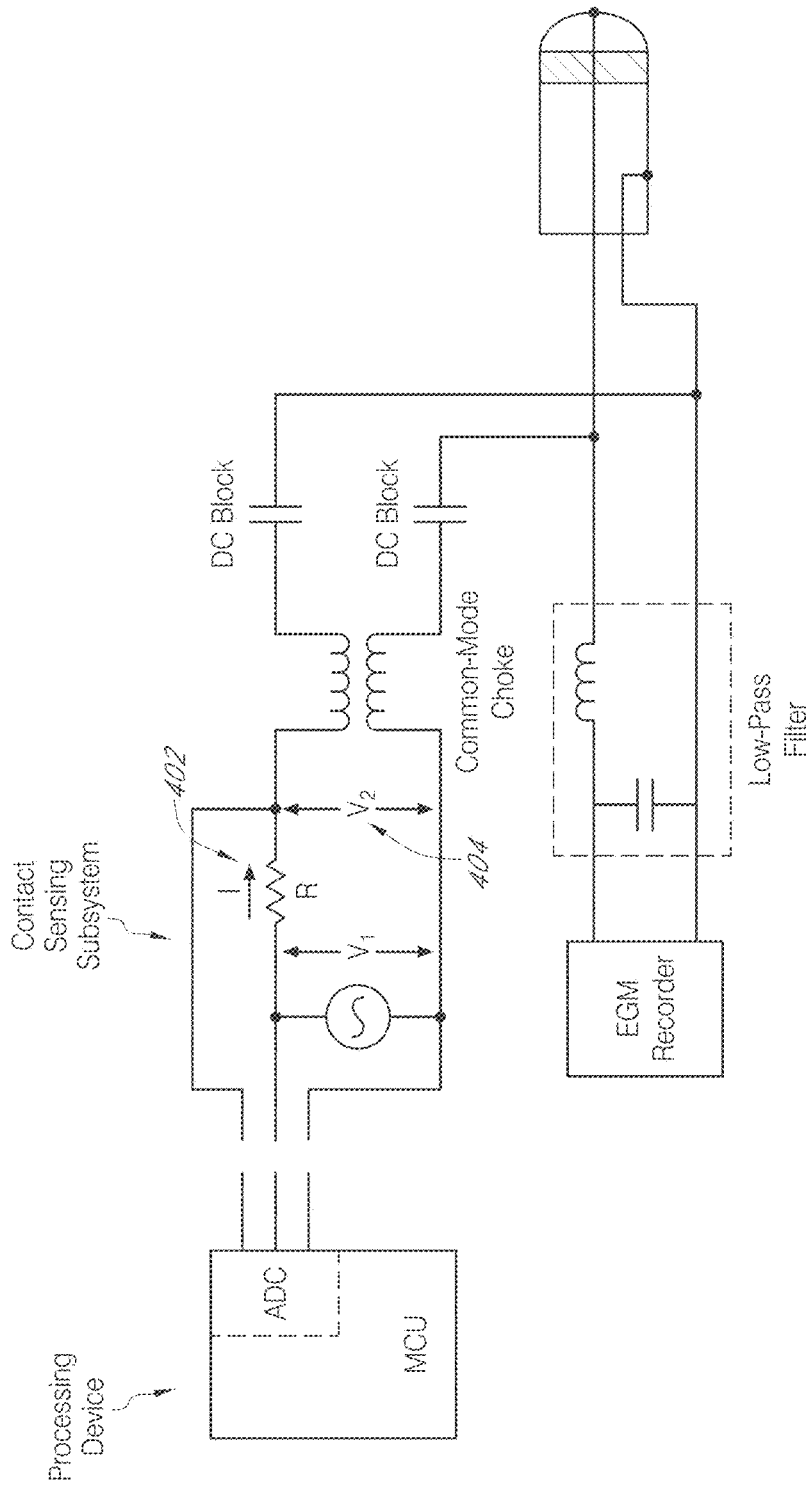 Processing
Device
ADC
MCU
Contact
Sensing
Subsystem
402
I
R
V1
V2
404
Common-Mode
Choke
DC Block
DC Block
EGM
Recorder
Low-Pass
Filter